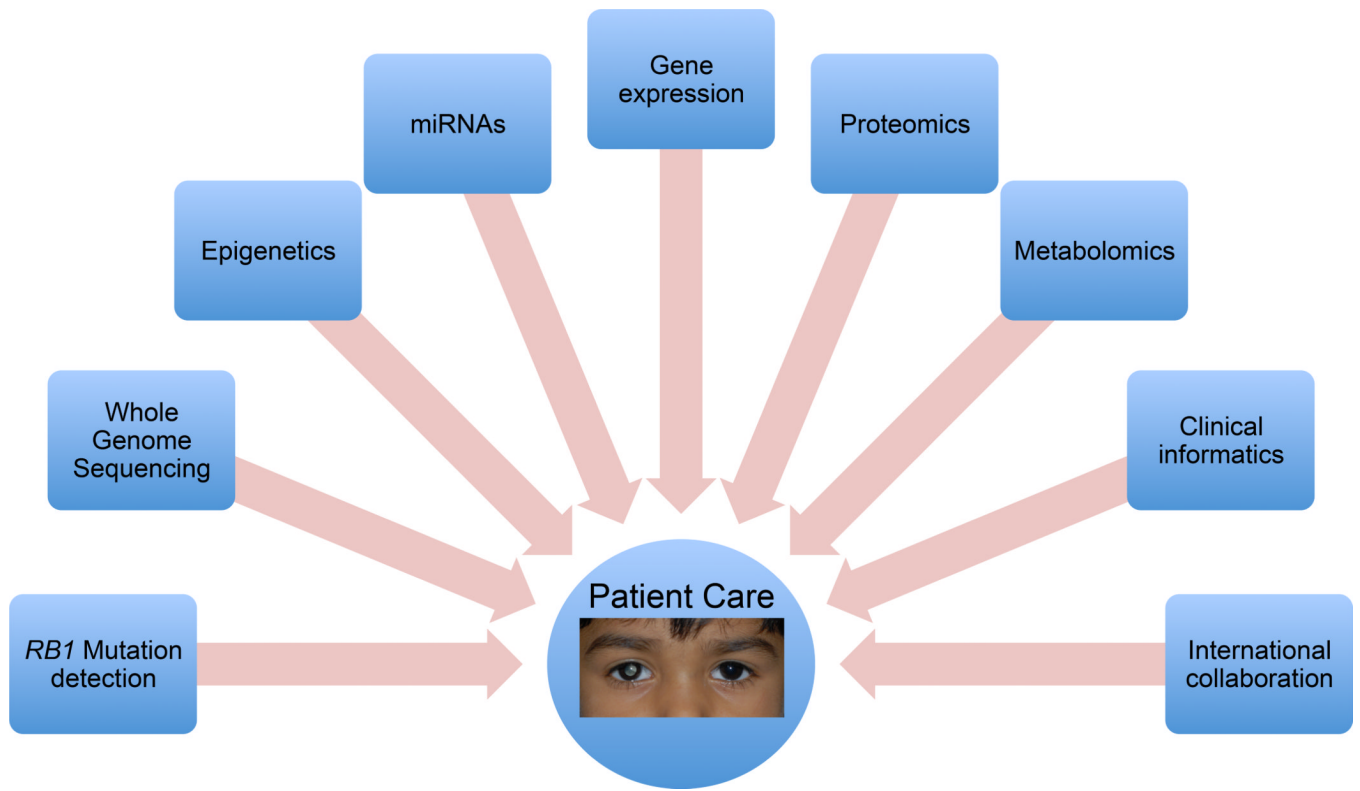 Gene
expression
miRNAs
Proteomics
Epigenetics
Metabolomics
Whole
Genome
Sequencing
Clinical
informatics
Patient Care
RB1 Mutation
detection
International
collaboration